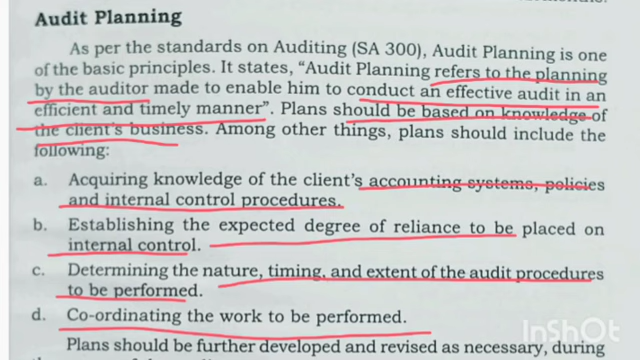 Audit Planning
As per the standards on Auditing (SA 300), Audit Planning is one
of the basic principles. It states, “Audit Planning refers to the planning
by the auditor made to enable him to conduct an effective audit in an
efficient and timely manner”. Plans should be based on knowledge of
the client's business. Among other things, plans should include the
following:
a. Acquiring knowledge of the client's accounting systems, policies
and internal control procedures.
b. Establishing the expected degree of reliance to be placed on
internal control.
c. Determining the nature, timing, and extent of the audit procedures
to be performed.
d. Co-ordinating the work to be performed.
InShOt
Plans should be further developed and revised as necessary, during